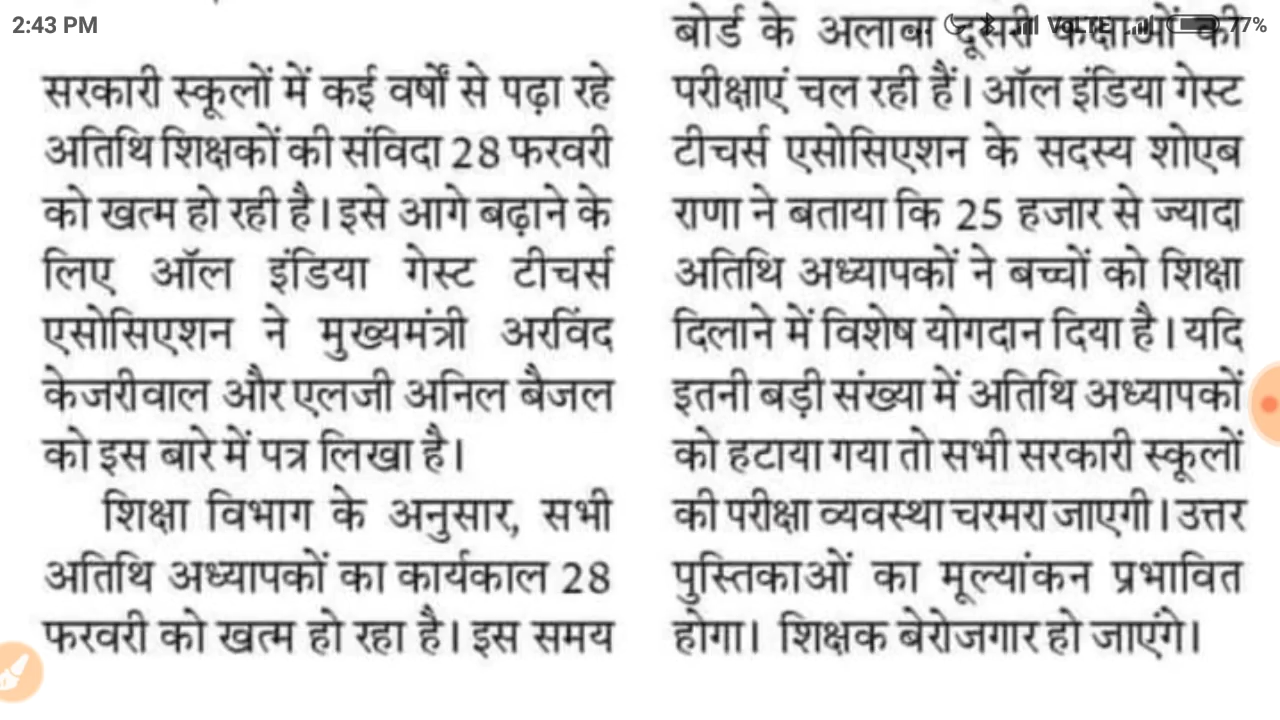 2:43 PM
VoLTE
77%
सरकारी स्कूलों में कई वर्षों से पढ़ा रहे
अतिथि शिक्षकों की संविदा 28 फरवरी
को खत्म हो रही है। इसे आगे बढ़ाने के
लिए ऑल इंडिया गेस्ट टीचर्स
एसोसिएशन ने मुख्यमंत्री अरविंद
केजरीवाल और एलजी अनिल बैजल
को इस बारे में पत्र लिखा है।
शिक्षा विभाग के अनुसार, सभी
अतिथि अध्यापकों का कार्यकाल 28
फरवरी को खत्म हो रहा है। इस समय
बोर्ड के अलावा दूसरी कक्षाओं की
परीक्षाएं चल रही हैं। ऑल इंडिया गेस्ट
टीचर्स एसोसिएशन के सदस्य शोएब
राणा ने बताया कि 25 हजार से ज्यादा
अतिथि अध्यापकों ने बच्चों को शिक्षा
दिलाने में विशेष योगदान दिया है। यदि
इतनी बड़ी संख्या में अतिथि अध्यापकों
को हटाया गया तो सभी सरकारी स्कूलों
की परीक्षा व्यवस्था चरमरा जाएगी। उत्तर
पुस्तिकाओं का मूल्यांकन प्रभावित
होगा। शिक्षक बेरोजगार हो जाएंगे।